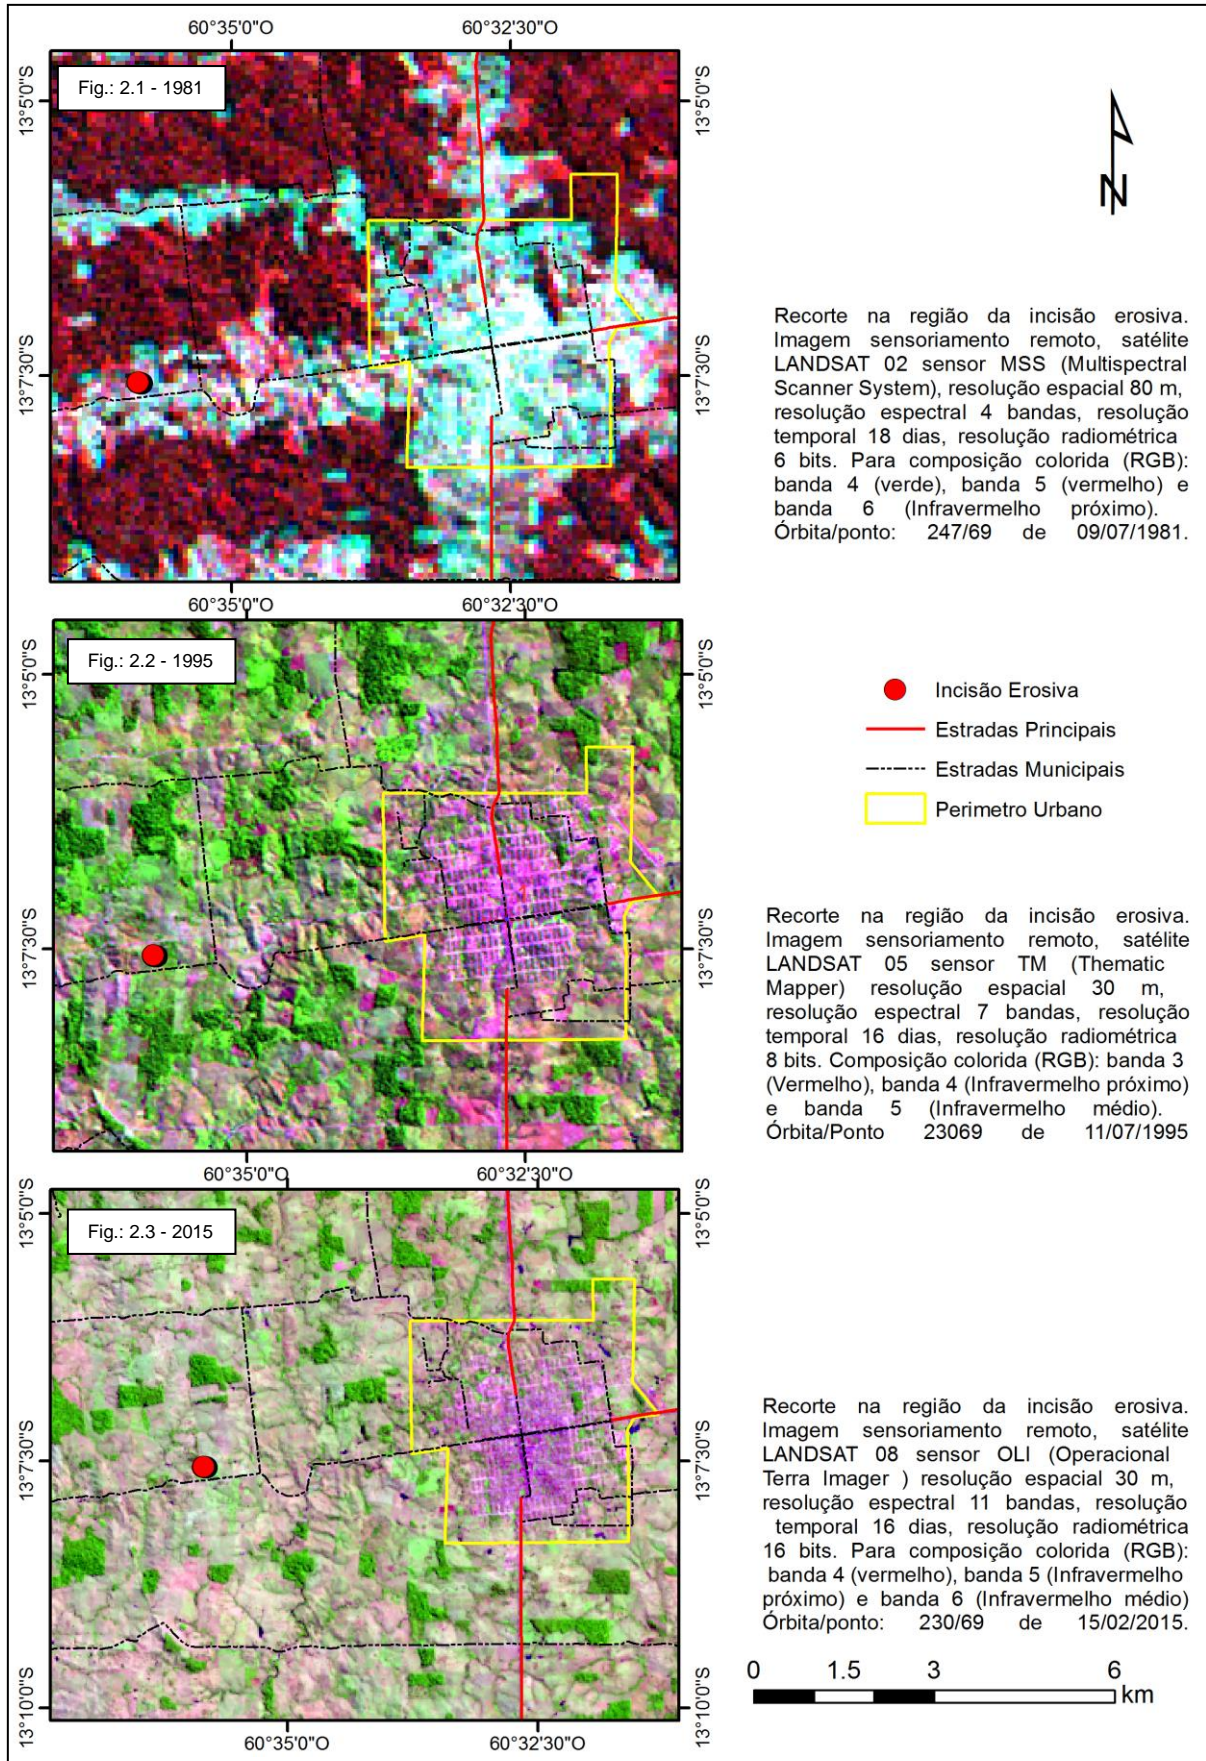 60°35'0"O
60°32'30"O
13°5'0"S
13°5'0"S
Fig.: 2.1 - 1981
N
13°7'30"S
13°7'30"S
Recorte na região da incisão erosiva.
Imagem sensoriamento remoto, satélite
LANDSAT 02 sensor MSS (Multispectral
Scanner System), resolução espacial 80 m,
resolução espectral 4 bandas, resolução
temporal 18 dias, resolução radiométrica
6 bits. Para composição colorida (RGB):
banda 4 (verde), banda 5 (vermelho) e
banda 6 (Infravermelho próximo).
Órbita/ponto: 247/69 de 09/07/1981.
60°35'0"O
60°32'30"O
13°5'0"S
13°5'0"S
Fig.: 2.2 - 1995
13°7'30"S
13°7'30"S
Incisão Erosiva
Estradas Principais
Estradas Municipais
Perimetro Urbano
Recorte na região da incisão erosiva.
Imagem sensoriamento remoto, satélite
LANDSAT 05 sensor TM (Thematic
Mapper) resolução espacial 30 m,
resolução espectral 7 bandas, resolução
temporal 16 dias, resolução radiométrica
8 bits. Composição colorida (RGB): banda 3
(Vermelho), banda 4 (Infravermelho próximo)
e banda 5 (Infravermelho médio).
Órbita/Ponto 23069 de 11/07/1995
60°35'0"O
60°32'30"O
13°5'0"S
13°5'0"S
Fig.: 2.3 - 2015
13°7'30"S
13°7'30"S
13°10'0"S
13°10'0"S
60°35'0"O
60°32'30"O
Recorte na região da incisão erosiva.
Imagem sensoriamento remoto, satélite
LANDSAT 08 sensor OLI (Operacional
Terra Imager ) resolução espacial 30 m,
resolução espectral 11 bandas, resolução
temporal 16 dias, resolução radiométrica
16 bits. Para composição colorida (RGB):
banda 4 (vermelho), banda 5 (Infravermelho
próximo) e banda 6 (Infravermelho médio)
Órbita/ponto: 230/69 de 15/02/2015.
0 1.5 3 6
km